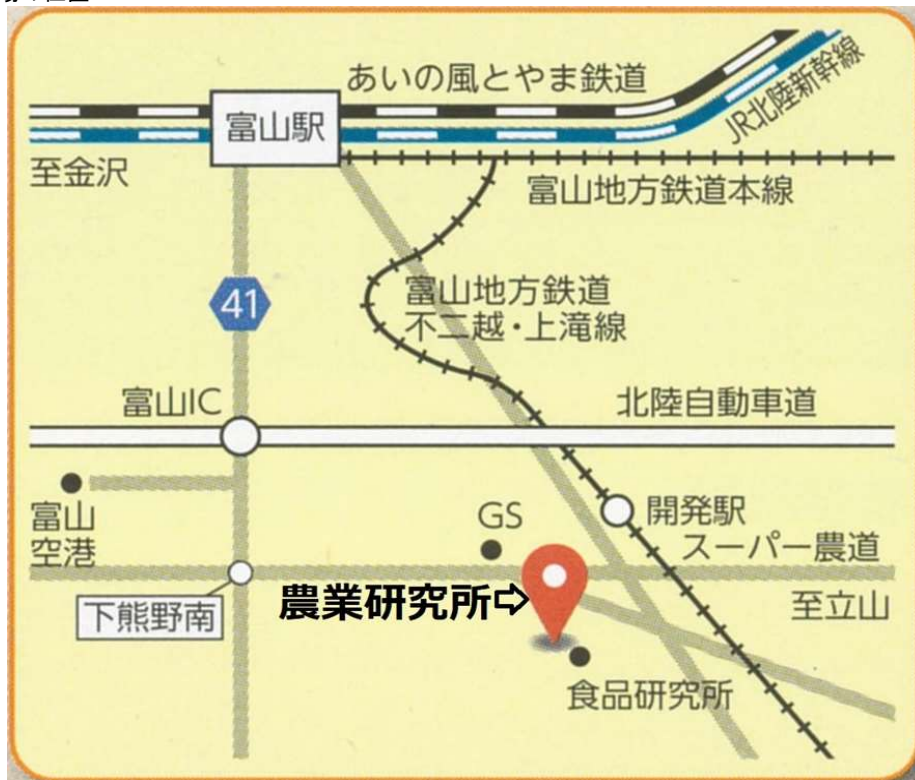 あいの風とやま鉄道
JR北陸新幹線
富山駅
至金沢
富山地方鉄道本線
41
富山地方鉄道
不二越・上滝線
富山IC
北陸自動車道
富山
空港
GS
開発駅
スーパー農道
農業研究所⇨
至立山
下熊野南
食品研究所